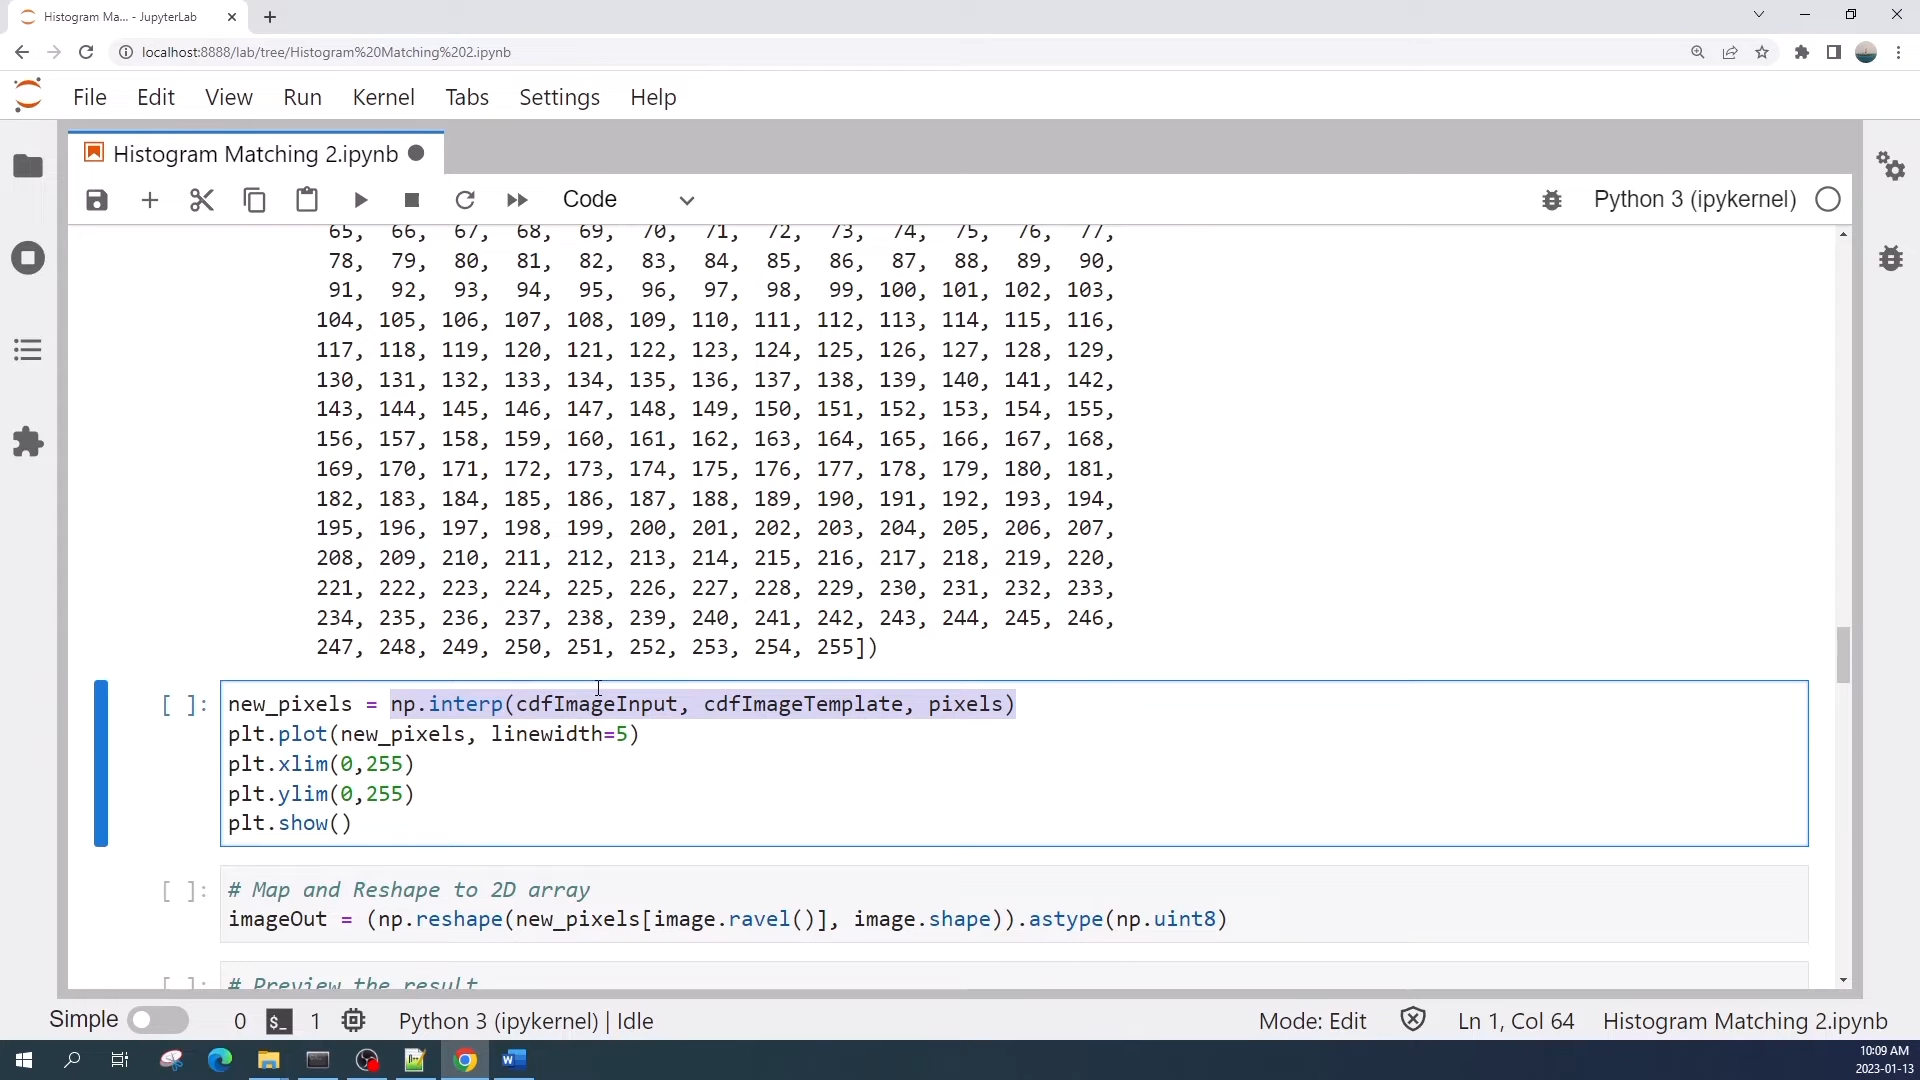 Histogram Ma... - JupyterLab
localhost:8888/lab/tree/Histogram%20Matching%202.ipynb
File Edit View Run Kernel Tabs Settings Help
Histogram Matching 2.ipynb
Code
Python 3 (ipykernel)
65, 66, 67, 68, 69, 70, 71, 72, 73, 74, 75, 76, 77,
78, 79, 80, 81, 82, 83, 84, 85, 86, 87, 88, 89, 90,
91, 92, 93, 94, 95, 96, 97, 98, 99, 100, 101, 102, 103,
104, 105, 106, 107, 108, 109, 110, 111, 112, 113, 114, 115, 116,
117, 118, 119, 120, 121, 122, 123, 124, 125, 126, 127, 128, 129,
130, 131, 132, 133, 134, 135, 136, 137, 138, 139, 140, 141, 142,
143, 144, 145, 146, 147, 148, 149, 150, 151, 152, 153, 154, 155,
156, 157, 158, 159, 160, 161, 162, 163, 164, 165, 166, 167, 168,
169, 170, 171, 172, 173, 174, 175, 176, 177, 178, 179, 180, 181,
182, 183, 184, 185, 186, 187, 188, 189, 190, 191, 192, 193, 194,
195, 196, 197, 198, 199, 200, 201, 202, 203, 204, 205, 206, 207,
208, 209, 210, 211, 212, 213, 214, 215, 216, 217, 218, 219, 220,
221, 222, 223, 224, 225, 226, 227, 228, 229, 230, 231, 232, 233,
234, 235, 236, 237, 238, 239, 240, 241, 242, 243, 244, 245, 246,
247, 248, 249, 250, 251, 252, 253, 254, 255])
[ ]: new_pixels = np.interp(cdfImageInput, cdfImageTemplate, pixels)
plt.plot(new_pixels, linewidth=5)
plt.xlim(0,255)
plt.ylim(0,255)
plt.show()
[ ]: # Map and Reshape to 2D array
imageOut = (np.reshape(new_pixels[image.ravel()], image.shape)).astype(np.uint8)
[ ]: # Preview the result
Simple 0 $_ 1 Python 3 (ipykernel) | Idle Mode: Edit Ln 1, Col 64 Histogram Matching 2.ipynb
10:09 AM
2023-01-13